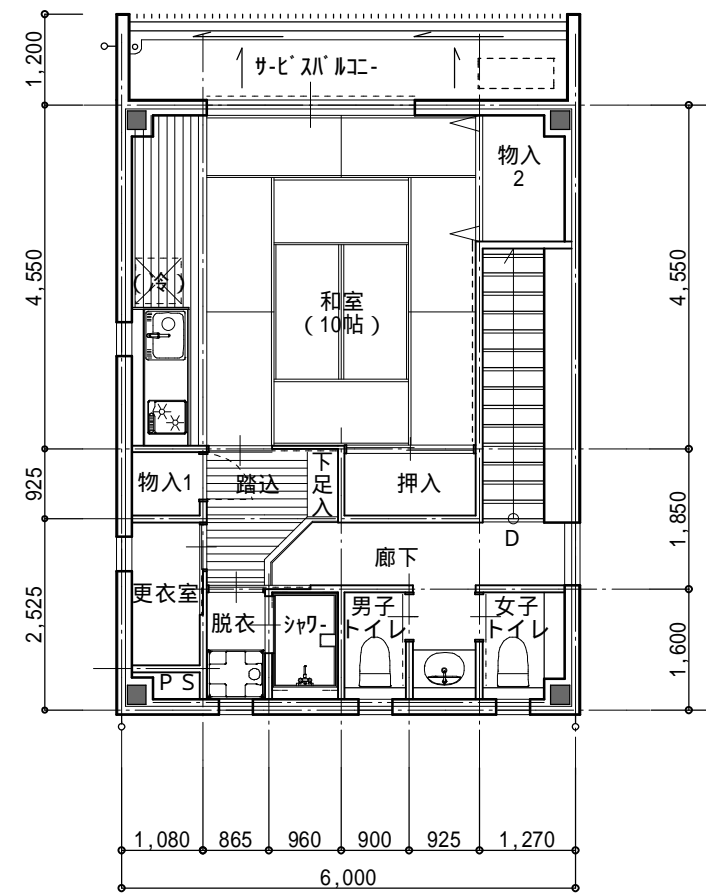 1,200
サービスバルコニー
物入
2
4,550
4,550
(冷)
和室
(10帖)
925
物入1
踏込
下足入
押入
1,850
D
廊下
2,525
更衣室
脱衣
シャワー
男子
トイレ
女子
トイレ
1,600
PS
1,080
865
960
900
925
1,270
6,000